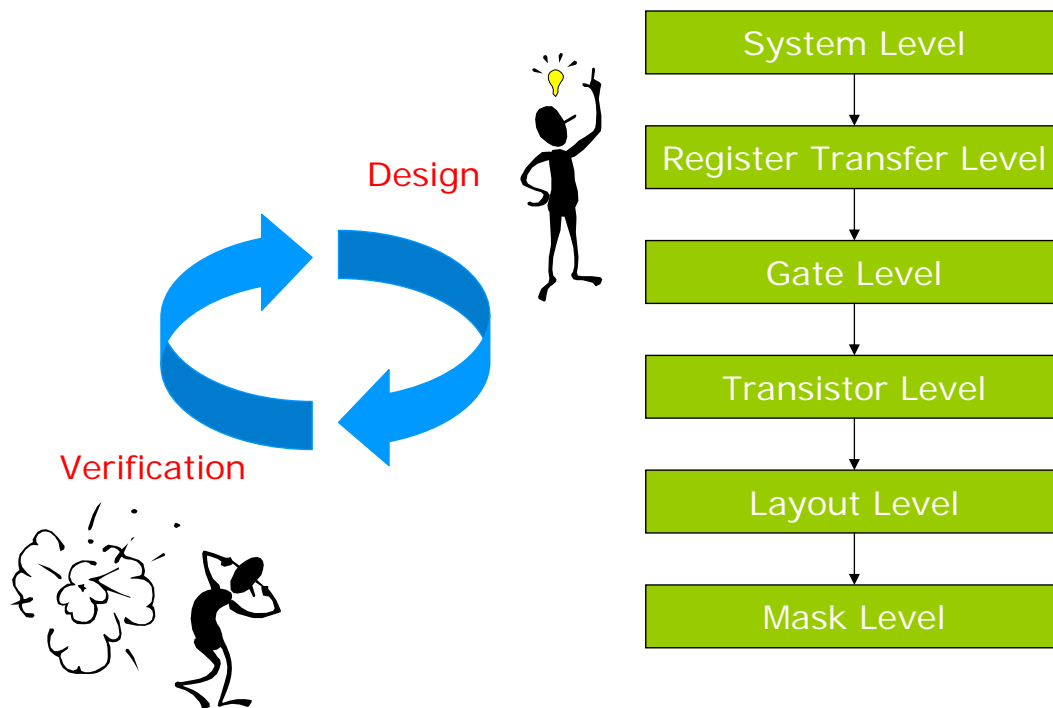 System Level
Register Transfer Level
Design
Gate Level
Transistor Level
Verification
Layout Level
Mask Level